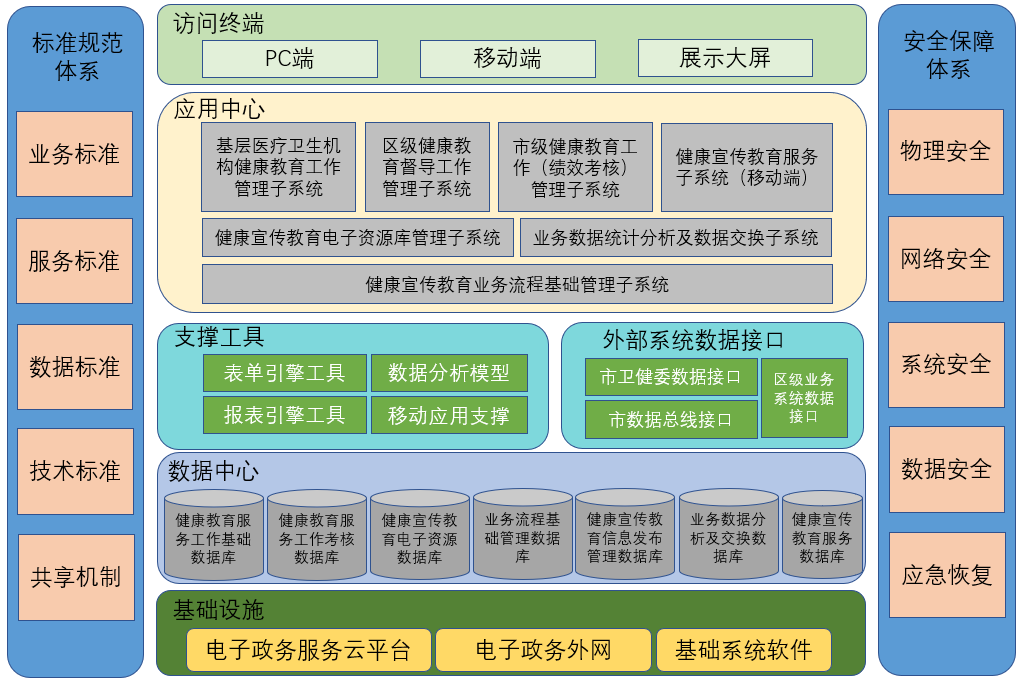 标准规范
体系
业务标准
服务标准
数据标准
技术标准
共享机制
访问终端
PC端
移动端
展示大屏
应用中心
基层医疗卫生机
构健康教育工作
管理子系统
区级健康教
育督导工作
管理子系统
市级健康教育工
作（绩效考核）
管理子系统
健康宣传教育服务
子系统（移动端）
健康宣传教育电子资源库管理子系统
业务数据统计分析及数据交换子系统
健康宣传教育业务流程基础管理子系统
支撑工具
表单引擎工具
数据分析模型
报表引擎工具
移动应用支撑
外部系统数据接口
市卫健委数据接口
市数据总线接口
区级业务
系统数据
接口
数据中心
健康教育服
务工作基础
数据库
健康教育服
务工作考核
数据库
健康宣传教
育电子资源
数据库
业务流程基
础管理数据
库
健康宣传教
育信息发布
管理数据库
业务数据分
析及交换数
据库
健康宣传
教育服务
数据库
基础设施
电子政务服务云平台
电子政务外网
基础系统软件
安全保障
体系
物理安全
网络安全
系统安全
数据安全
应急恢复